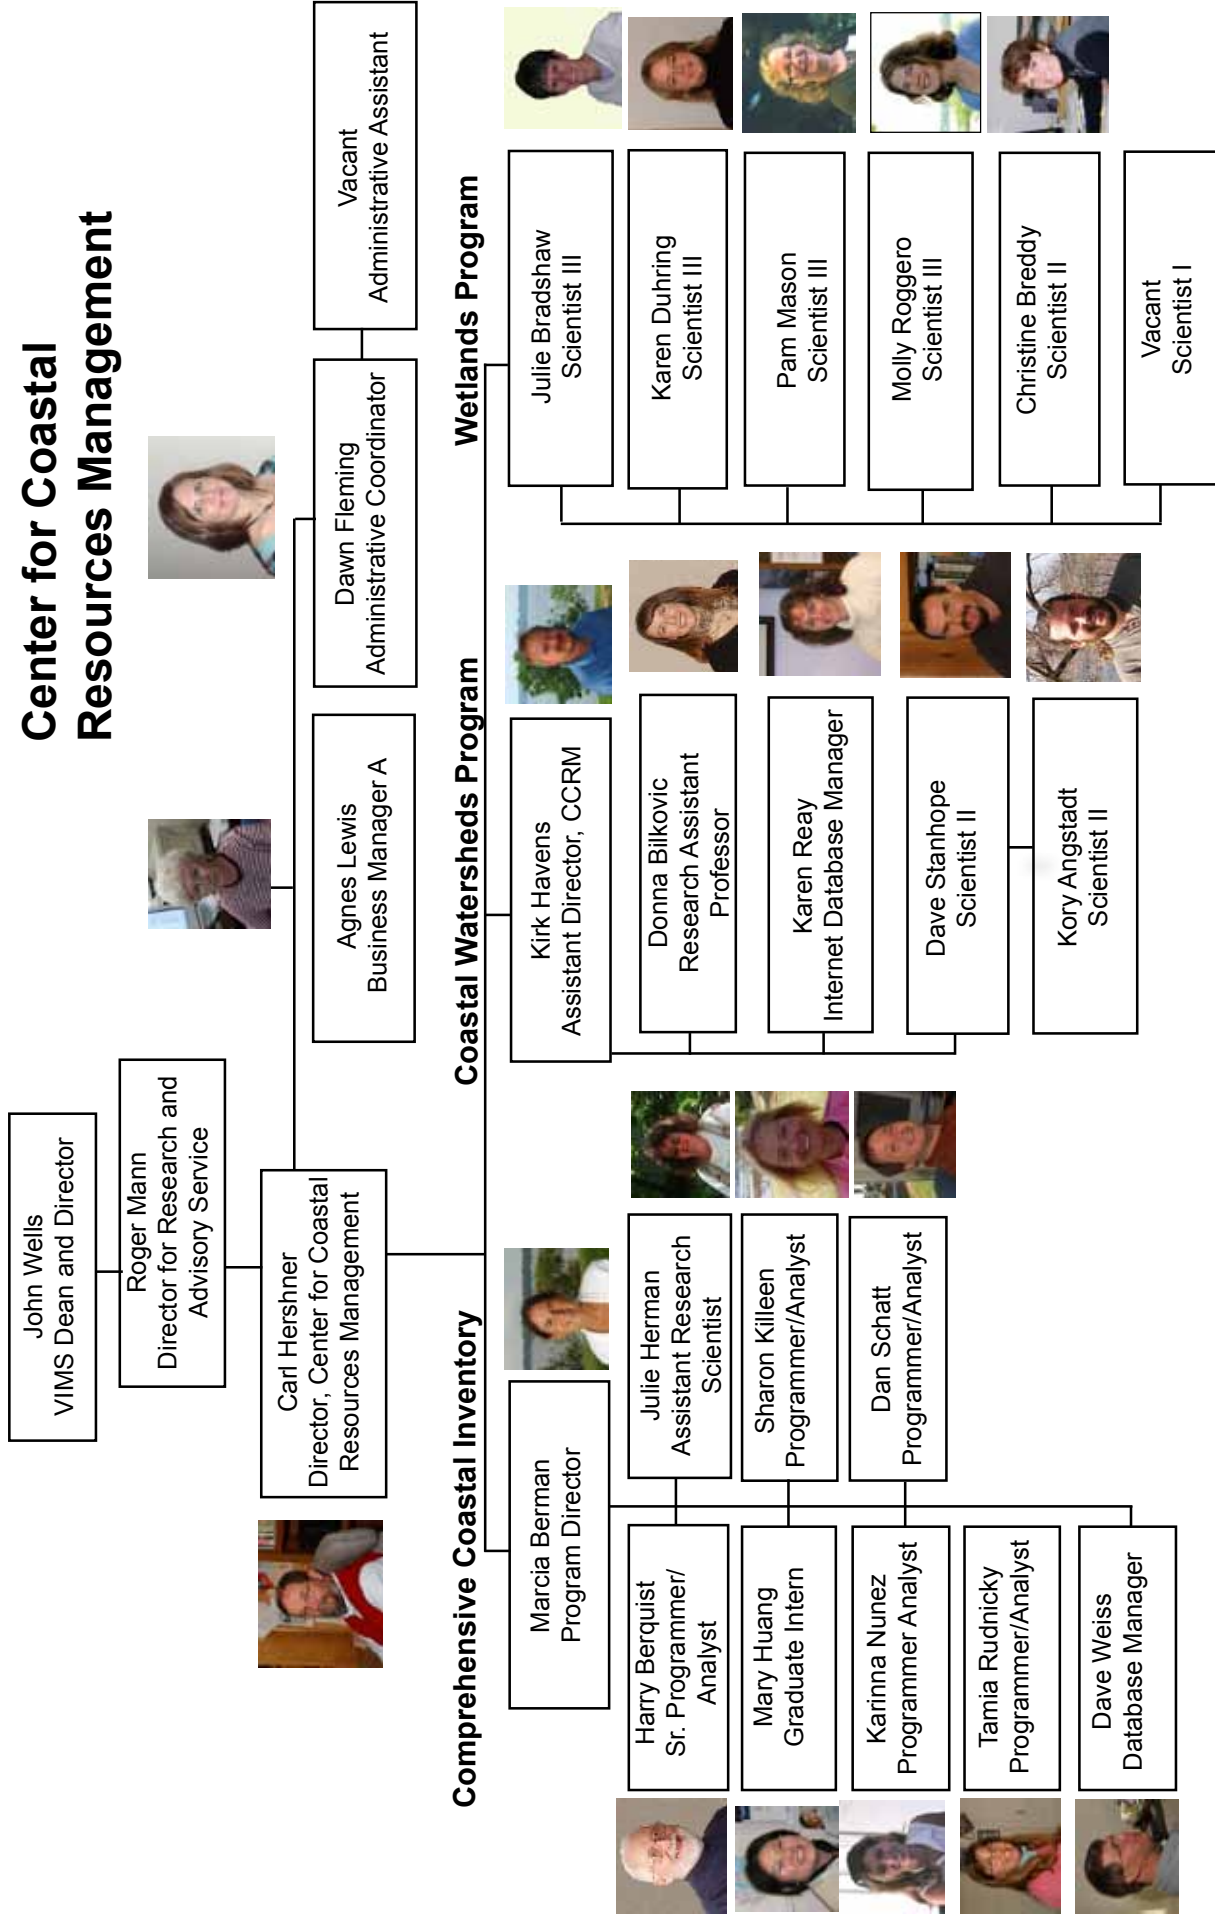 Center for Coastal
Resources Management
John Wells
VIMS Dean and Director
Roger Mann
Director for Research and
Advisory Service
Carl Hershner
Director, Center for Coastal
Resources Management
Agnes Lewis
Business Manager A
Dawn Fleming
Administrative Coordinator
Vacant
Administrative Assistant
Comprehensive Coastal Inventory
Marcia Berman
Program Director
Harry Berquist
Sr. Programmer/
Analyst
Julie Herman
Assistant Research
Scientist
Mary Huang
Graduate Intern
Sharon Killeen
Programmer/Analyst
Karinna Nunez
Programmer Analyst
Dan Schatt
Programmer/Analyst
Tamia Rudnicky
Programmer/Analyst
Dave Weiss
Database Manager
Coastal Watersheds Program
Kirk Havens
Assistant Director, CCRM
Donna Bilkovic
Research Assistant
Professor
Karen Reay
Internet Database Manager
Dave Stanhope
Scientist II
Kory Angstadt
Scientist II
Wetlands Program
Julie Bradshaw
Scientist III
Karen Duhring
Scientist III
Pam Mason
Scientist III
Molly Roggero
Scientist III
Christine Breddy
Scientist II
Vacant
Scientist I